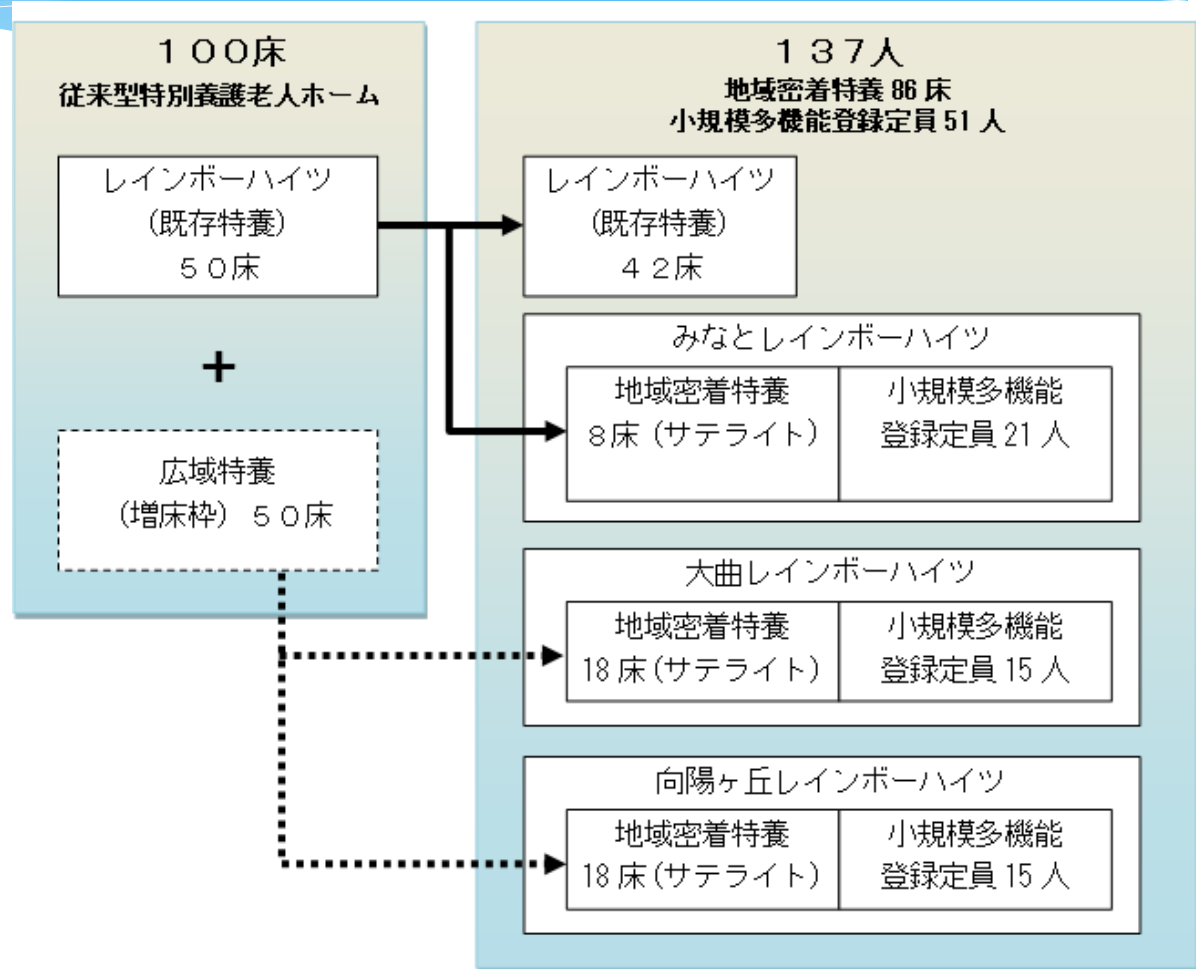 １００床
従来型特別養護老人ホーム
レインボーハイツ
(既存特養)
５０床
+
広域特養
(増床枠) ５０床
１３７人
地域密着特養 86 床
小規模多機能登録定員 51 人
レインボーハイツ
(既存特養)
４２床
みなとレインボーハイツ
地域密着特養
8床 (サテライト)
小規模多機能
登録定員 21 人
大曲レインボーハイツ
地域密着特養
18 床(サテライト)
小規模多機能
登録定員 15 人
向陽ヶ丘レインボーハイツ
地域密着特養
18 床(サテライト)
小規模多機能
登録定員 15 人